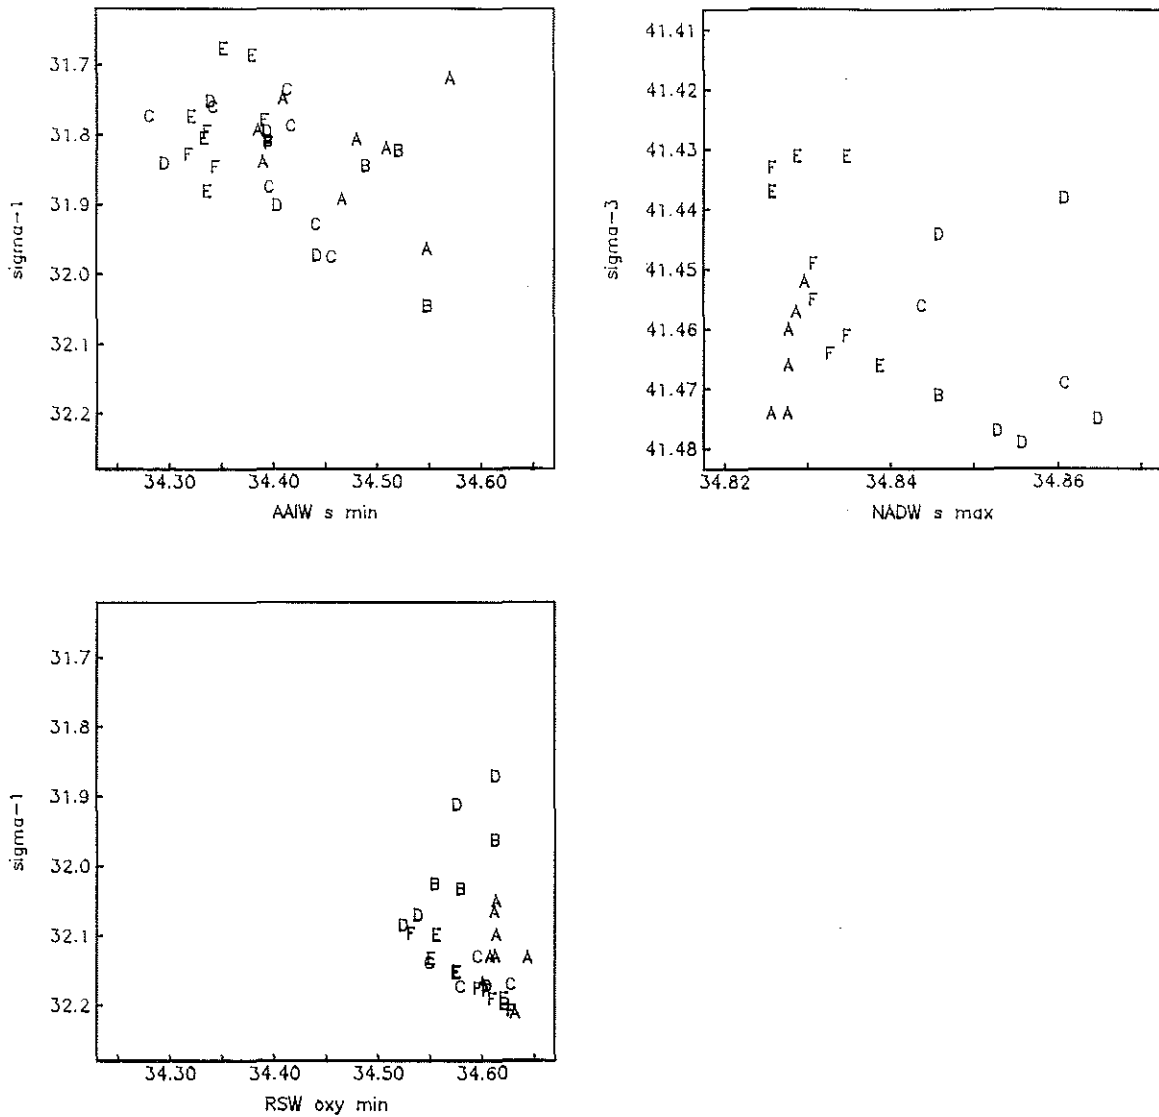 31.7
31.8
31.9
32.0
32.1
32.2
sigma-1
34.30 34.40 34.50 34.60
AAIW s min
E E
A
C C A
D C
E F C
A D
F E F B A
A A B
D F A B
E C D A
C
A
D C
B
41.41
41.42
41.43
41.44
41.45
41.46
41.47
41.48
sigma-3
34.82 34.84 34.86
NADW s max
E E
F
E D
D
F
A
F C
A
A F
F
A E
C
B
A A D
D D
31.7
31.8
31.9
32.0
32.1
32.2
sigma-1
34.30 34.40 34.50 34.60
RSW oxy min
D
D
B
B B
A
D A
D F E A
C A A A
E
C C
F
A